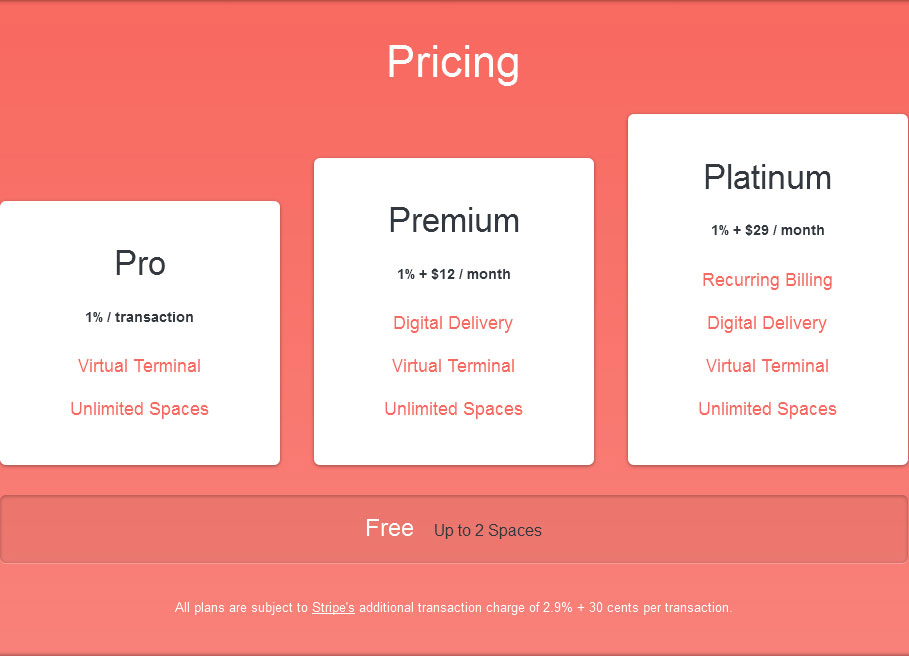 Pricing
Pro
1% / transaction
Virtual Terminal
Unlimited Spaces
Premium
1% + $12 / month
Digital Delivery
Virtual Terminal
Unlimited Spaces
Platinum
1% + $29 / month
Recurring Billing
Digital Delivery
Virtual Terminal
Unlimited Spaces
Free Up to 2 Spaces
All plans are subject to Stripe's additional transaction charge of 2.9% + 30 cents per transaction.